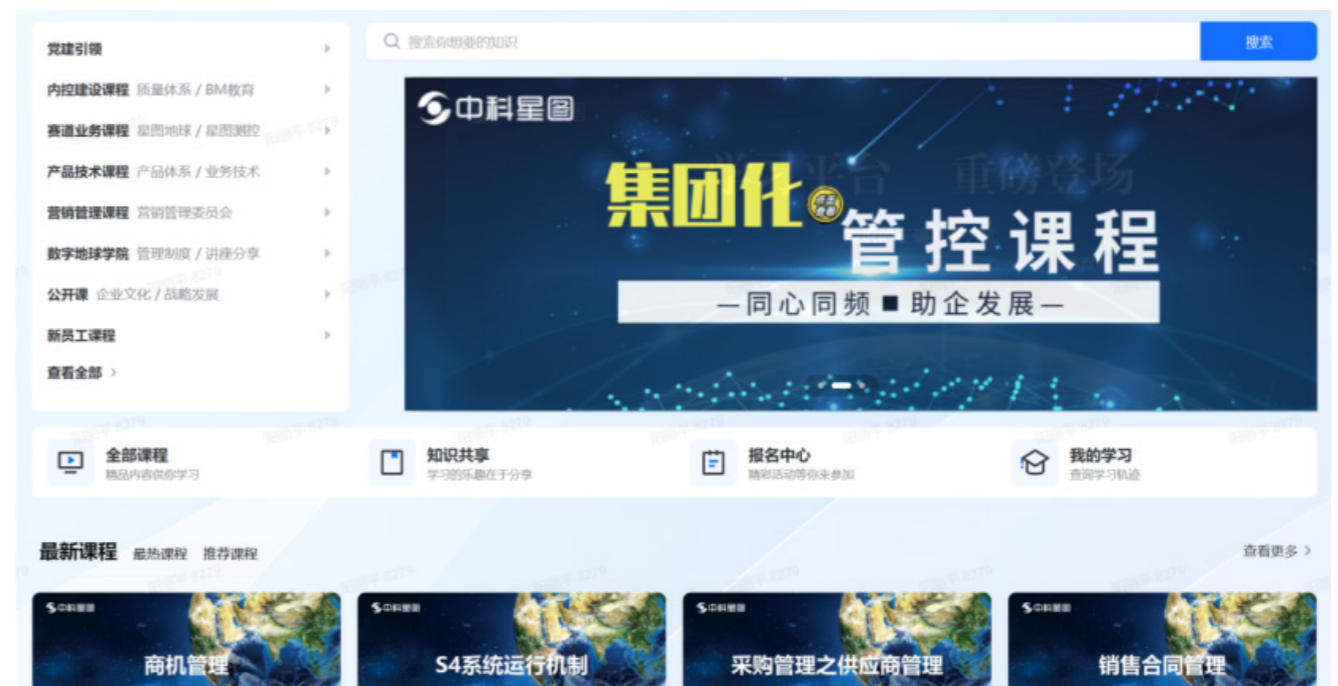 党建引领
内控建设课程 质量体系 / BM教育
赛道业务课程 星图地球 / 星图测控
产品技术课程 产品体系 / 业务技术
营销管理课程 营销管理委员会
数字地球学院 管理制度 / 讲座分享
公开课 企业文化 / 战略发展
新员工课程
查看全部 >
搜索你想要的知识
搜索
中科星图
平台 重磅登场
集团化
管控课程
—同心同频■助企发展—
全部课程
精品内容供你学习
知识共享
学习的乐趣在于分享
报名中心
精彩活动等你来参加
我的学习
查询学习轨迹
最新课程 最热课程 推荐课程
查看更多 >
中科星图
商机管理
中科星图
S4系统运行机制
中科星图
采购管理之供应商管理
中科星图
销售合同管理